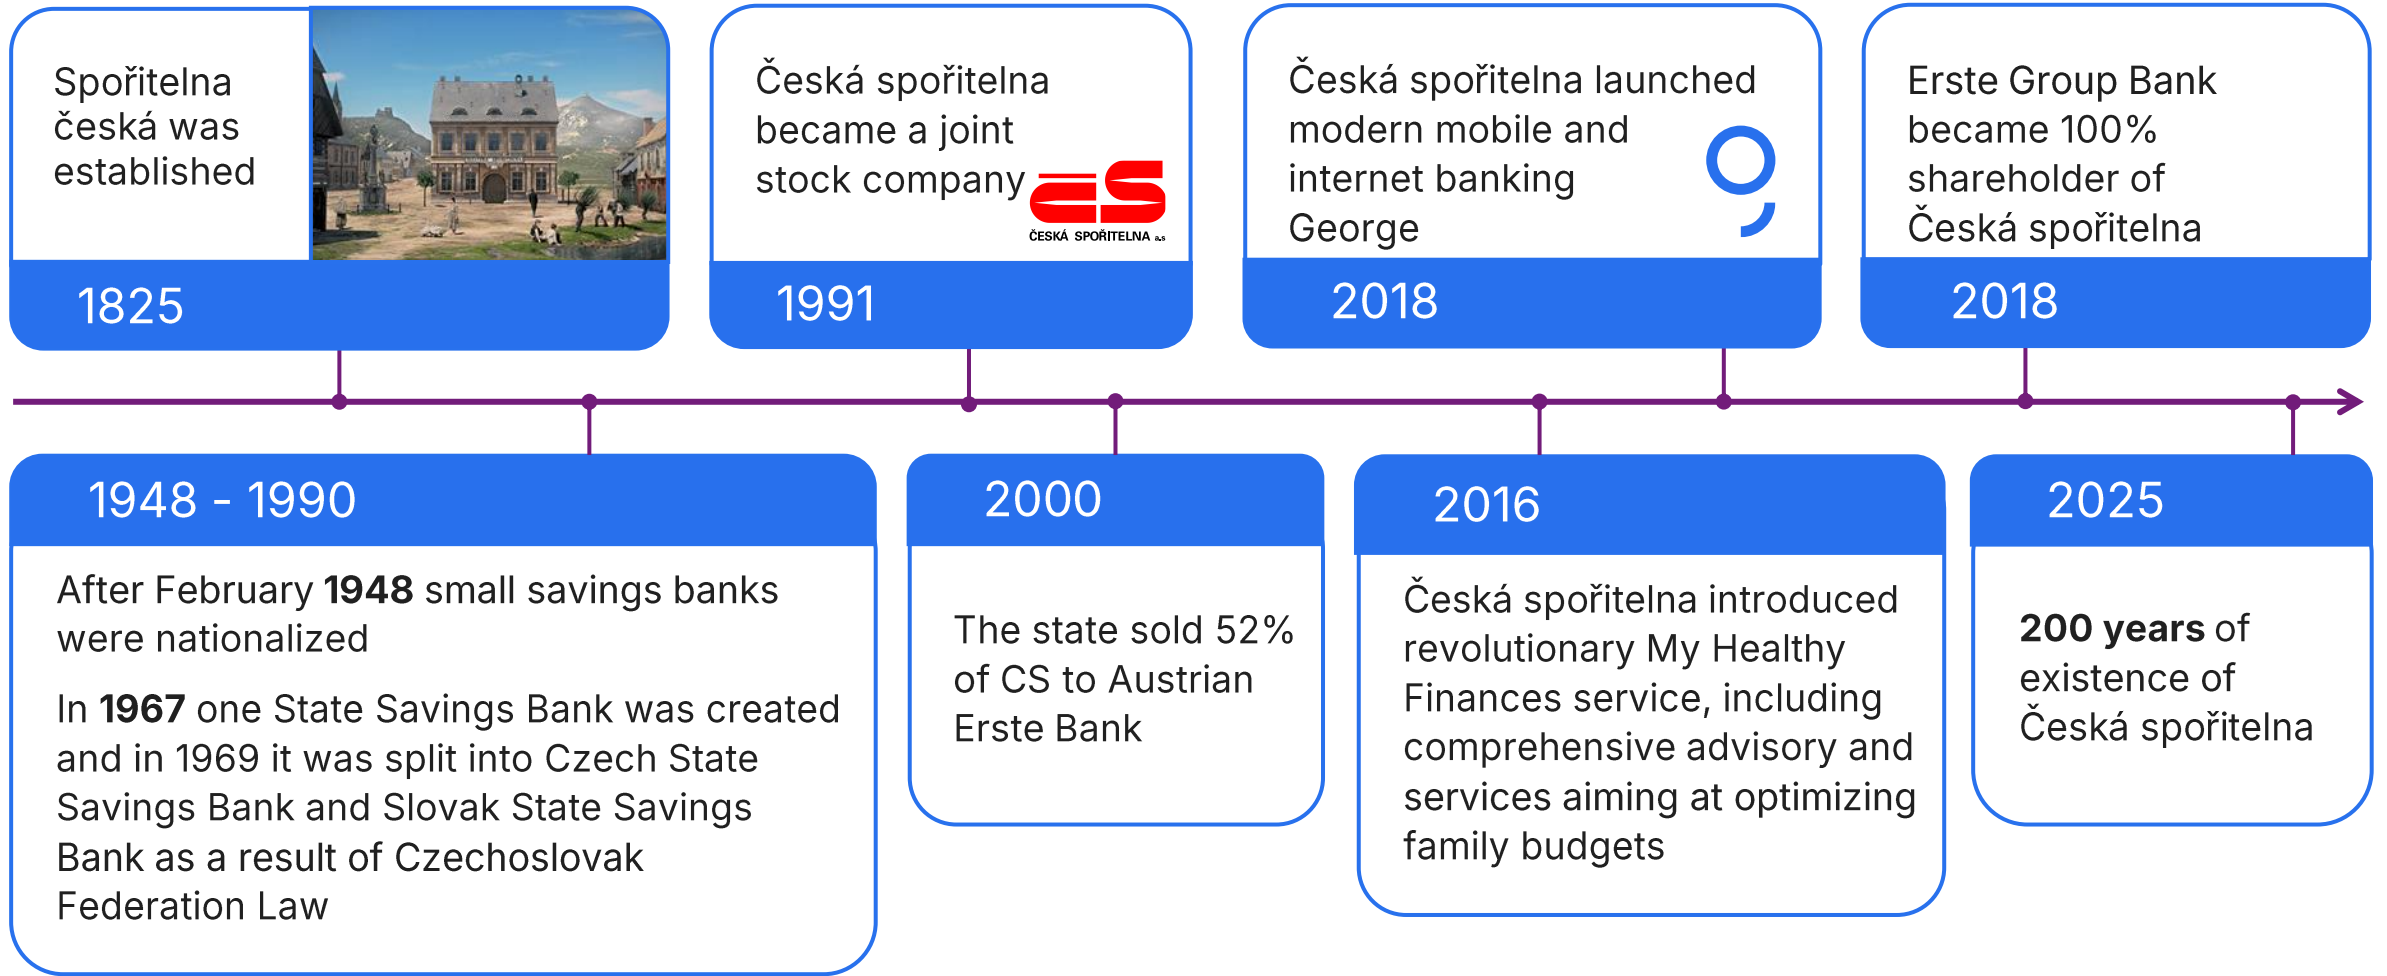 Spořitelna
česká was
established
1825
Česká spořitelna
became a joint
stock company
ČESKÁ SPOŘITELNA a.s
1991
Česká spořitelna launched
modern mobile and
internet banking
George
2018
Erste Group Bank
became 100%
shareholder of
Česká spořitelna
2018
1948 - 1990
After February 1948 small savings banks
were nationalized
In 1967 one State Savings Bank was created
and in 1969 it was split into Czech State
Savings Bank and Slovak State Savings
Bank as a result of Czechoslovak
Federation Law
2000
The state sold 52%
of CS to Austrian
Erste Bank
2016
Česká spořitelna introduced
revolutionary My Healthy
Finances service, including
comprehensive advisory and
services aiming at optimizing
family budgets
2025
200 years of
existence of
Česká spořitelna